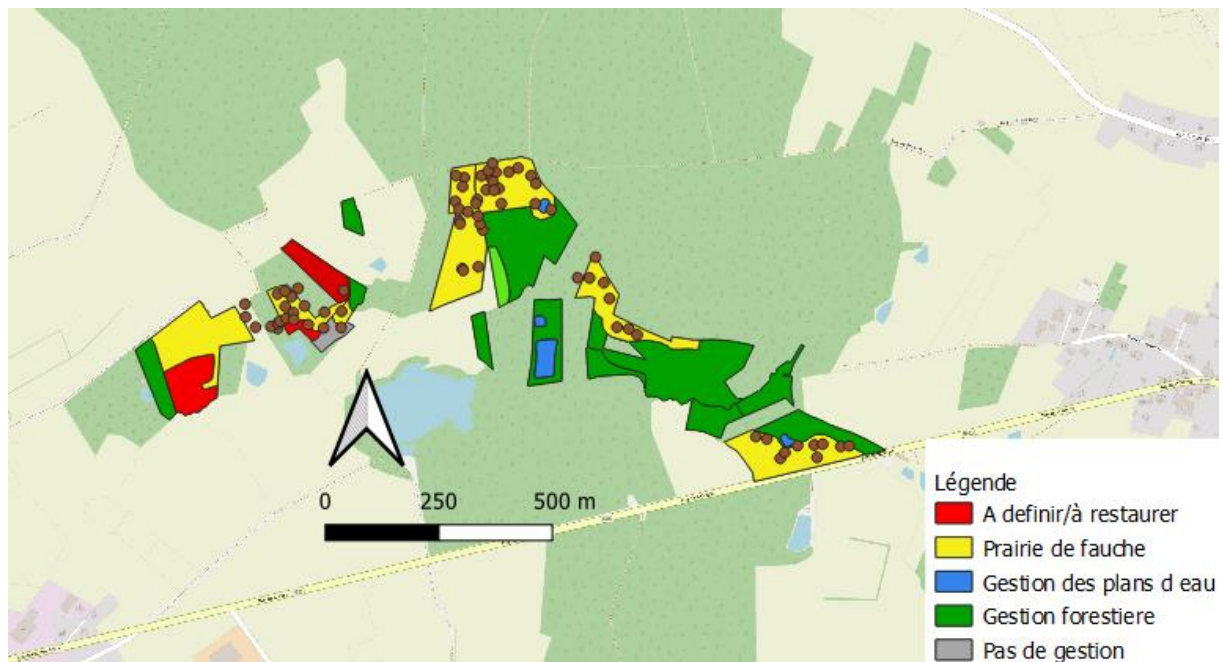 0 250 500 m
Légende
A definir/à restaurer
Prairie de fauche
Gestion des plans d eau
Gestion forestiere
Pas de gestion